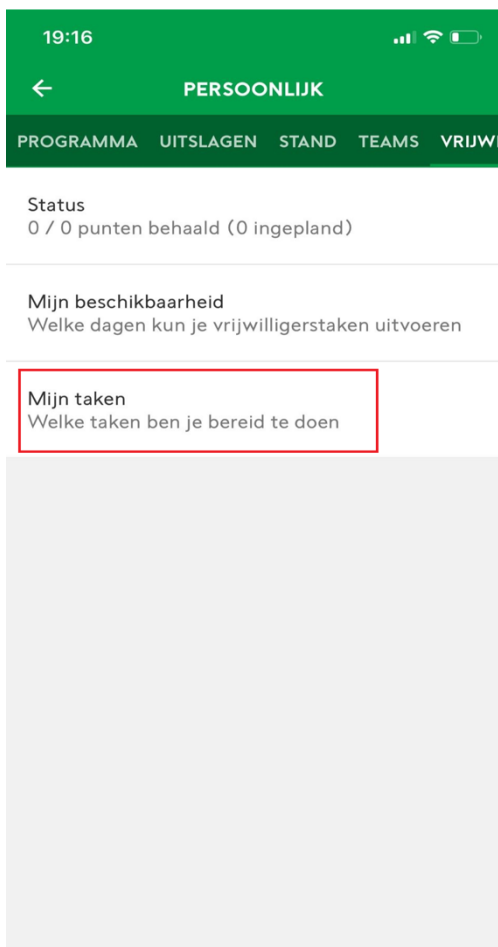 19:16
PERSOONLIJK
PROGRAMMA UITSLAGEN STAND TEAMS VRIJWI
Status
0 / 0 punten behaald (0 ingepland)
Mijn beschikbaarheid
Welke dagen kun je vrijwilligerstaken uitvoeren
Mijn taken
Welke taken ben je bereid te doen